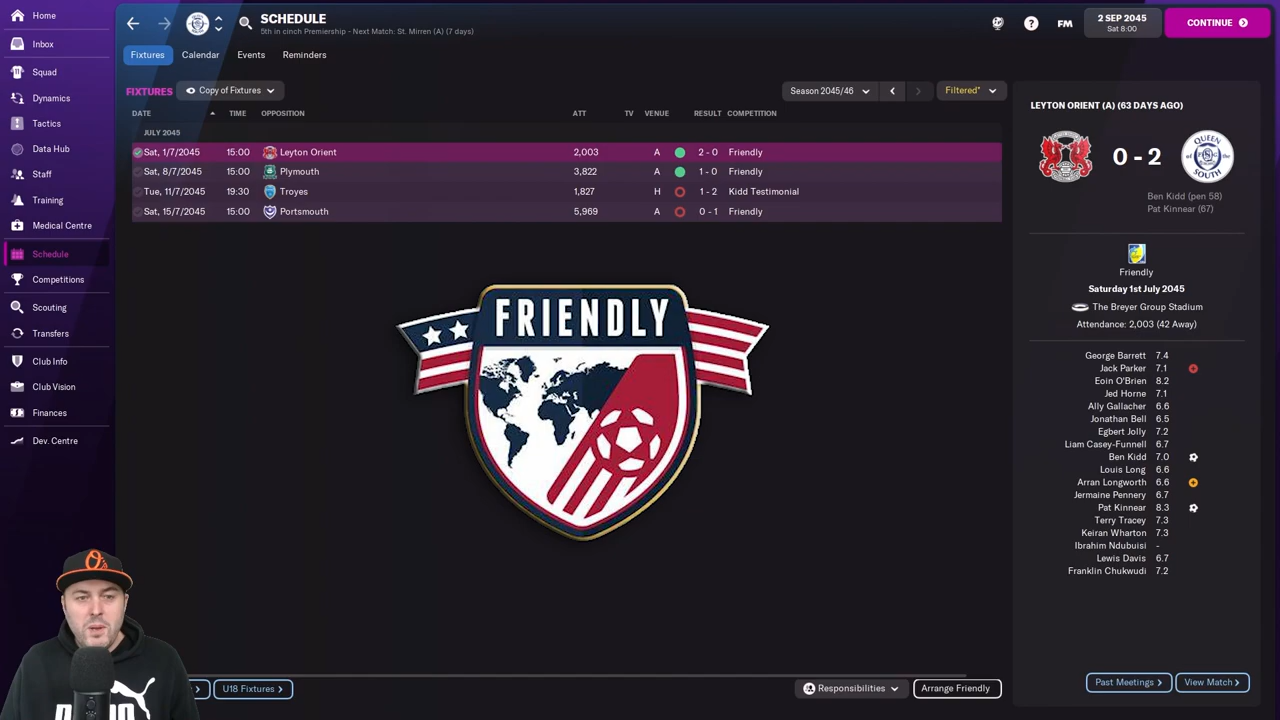 Home
Inbox
Squad
Dynamics
Tactics
Data Hub
Staff
Training
Medical Centre
Schedule
Competitions
Scouting
Transfers
Club Info
Club Vision
Finances
Dev. Centre
SCHEDULE
5th in cinch Premiership - Next Match: St. Mirren (A) (7 days)
FM
2 SEP 2045
Sat 8:00
CONTINUE
Fixtures Calendar Events Reminders
FIXTURES Copy of Fixtures Season 2045/46 Filtered*
DATE TIME OPPOSITION ATT TV VENUE RESULT COMPETITION
JULY 2045
Sat, 1/7/2045 15:00 Leyton Orient 2,003 A 2 - 0 Friendly
Sat, 8/7/2045 15:00 Plymouth 3,822 A 1 - 0 Friendly
Tue, 11/7/2045 19:30 Troyes 1,827 H 1 - 2 Kidd Testimonial
Sat, 15/7/2045 15:00 Portsmouth 5,969 A 0 - 1 Friendly
FRIENDLY
U18 Fixtures
Responsibilities
Arrange Friendly
LEYTON ORIENT (A) (63 DAYS AGO)
0 - 2
QUEEN
of the
SOUTH
Ben Kidd (pen 58)
Pat Kinnear (67)
Friendly
Saturday 1st July 2045
The Breyer Group Stadium
Attendance: 2,003 (42 Away)
George Barrett 7.4
Jack Parker 7.1
Eoin O'Brien 8.2
Jed Horne 7.1
Ally Gallacher 6.6
Jonathan Bell 6.5
Egbert Jolly 7.2
Liam Casey-Funnell 6.7
Ben Kidd 7.0
Louis Long 6.6
Arran Longworth 6.6
Jermaine Pennery 6.7
Pat Kinnear 8.3
Terry Tracey 7.3
Keiran Wharton 7.3
Ibrahim Ndubuisi -
Lewis Davis 6.7
Franklin Chukwudi 7.2
Past Meetings
View Match